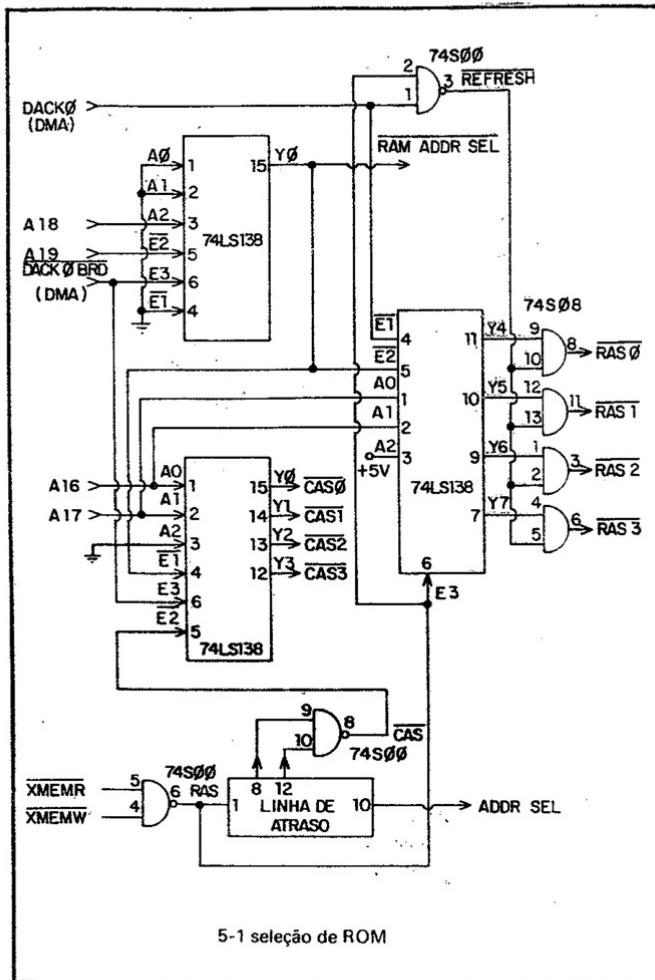 74SØØ
2
1
3 REFRESH
DACKØ
(DMA)
RAM ADDR SEL
AØ 1
A1 2
A18 A2 3
A19 E2 5
DACKØ BRD E3 6
(DMA) E1 4
15 YØ
74LS138
74SØ8
E1 4
E2 5
AØ 1
A1 2
A2 3
+5V
74LS138
6
E3
11 Y4 9
10
8 RAS Ø
10 Y5 12
13
11 RAS 1
9 Y6 1
2
3 RAS 2
7 Y7 4
5
6 RAS 3
A16 AØ 1
A17 A1 2
A2 3
E1 4
E3 6
E2 5
15 YØ CASØ
14 Y1 CAS1
13 Y2 CAS2
12 Y3 CAS3
74LS138
9
10
8 CAS
74SØØ
XMEMR 5
XMEMW 4
74SØØ
6 RAS
1
8 12
LINHA DE
ATRASO
10
ADDR SEL
5-1 seleção de ROM